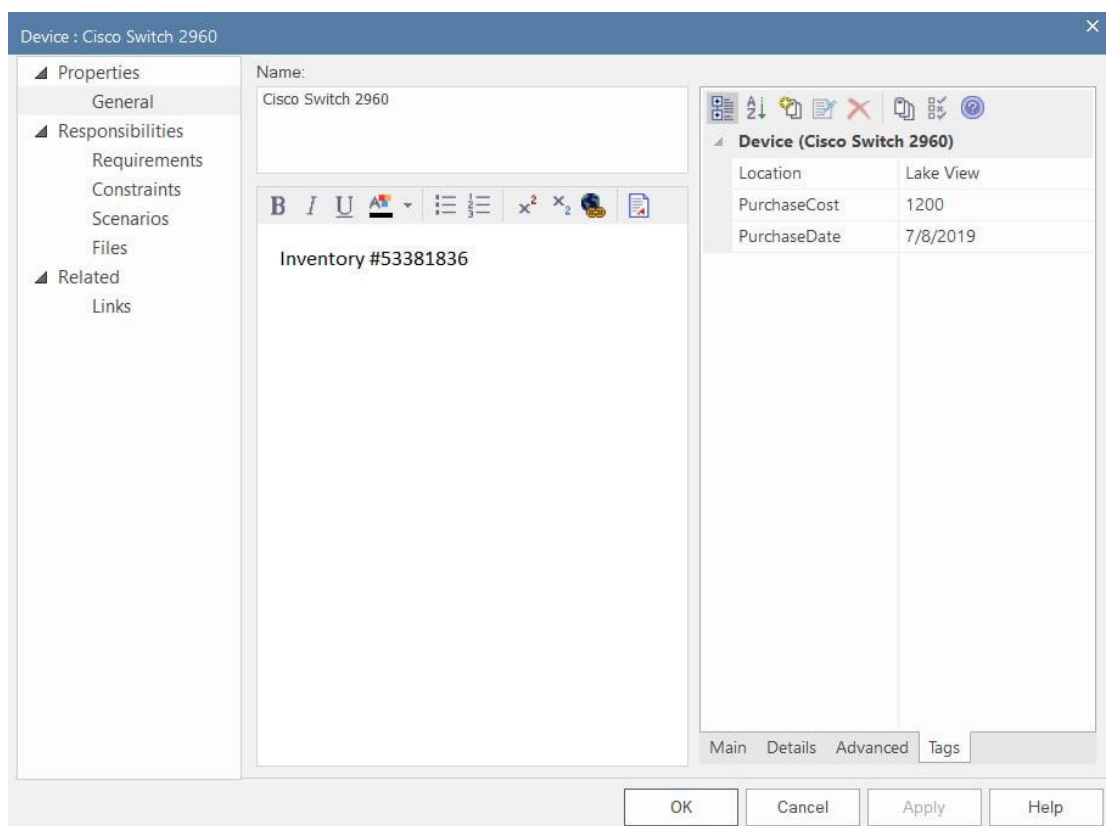 Device : Cisco Switch 2960
Properties
General
Responsibilities
Requirements
Constraints
Scenarios
Files
Related
Links
Name:
Cisco Switch 2960
B I U A x² x₂
Inventory #53381836
Device (Cisco Switch 2960)
Location Lake View
PurchaseCost 1200
PurchaseDate 7/8/2019
Main Details Advanced Tags
OK Cancel Apply Help